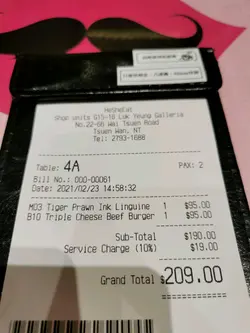 HeSheEat
Shop units G15-18 Luk Yeung Galleria
No.22-66 Wai Tsuen Road
Tsuen Wan, NT
Tel: 2793-1688
Table: 4A PAX: 2
Bill No.: 000-00061
Date: 2021/02/23 14:58:32
M03 Tiger Prawn Ink Linguine 1 $95.00
B10 Triple Cheese Beef Burger 1 $95.00
Sub-Total $190.00
Service Charge (10%) $19.00
Grand Total $209.00